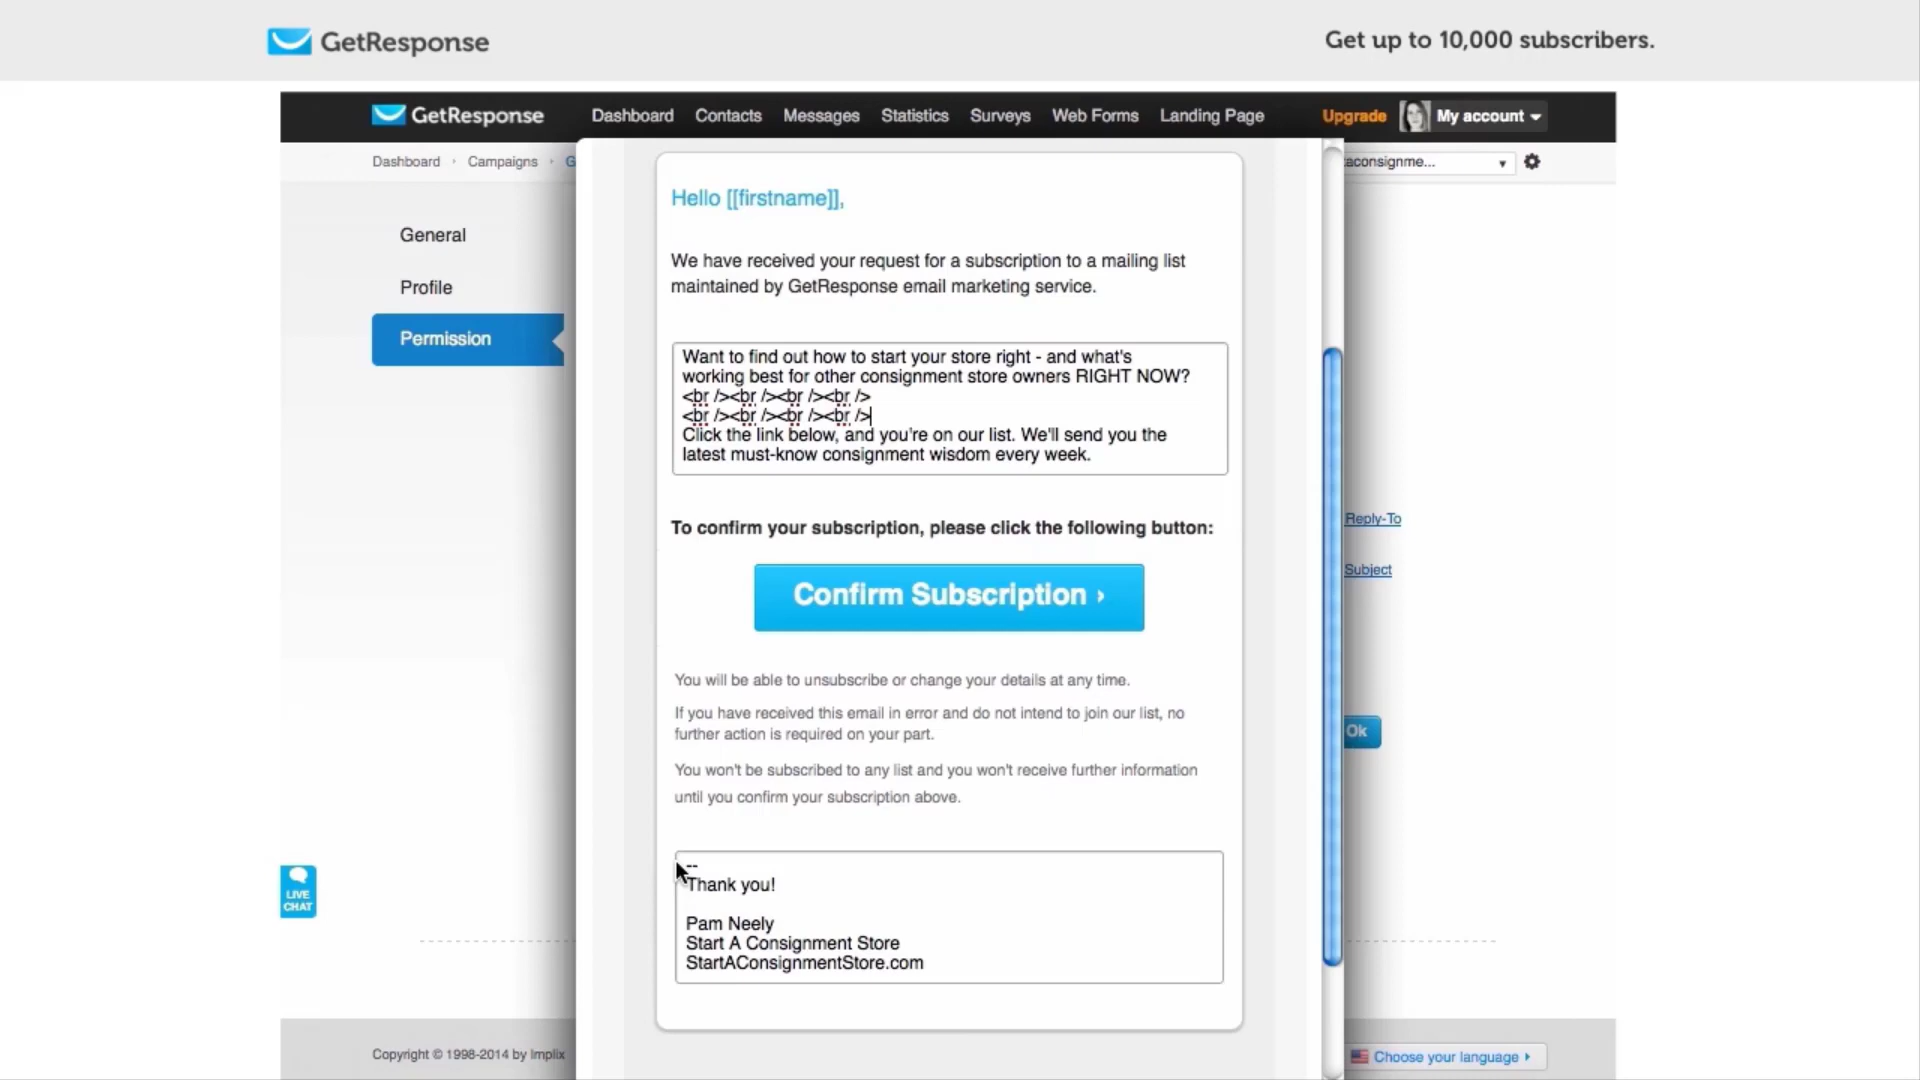 GetResponse
Get up to 10,000 subscribers.
GetResponse Dashboard Contacts Messages Statistics Surveys Web Forms Landing Page Upgrade My account
Dashboard Campaigns G
aconsignme...
General
Profile
Permission
Hello [[firstname]],
We have received your request for a subscription to a mailing list
maintained by GetResponse email marketing service.
Want to find out how to start your store right - and what's
working best for other consignment store owners RIGHT NOW?
<br /><br /><br /><br />
<br /><br /><br /><br />
Click the link below, and you're on our list. We'll send you the
latest must-know consignment wisdom every week.
To confirm your subscription, please click the following button:
Confirm Subscription ›
You will be able to unsubscribe or change your details at any time.
If you have received this email in error and do not intend to join our list, no
further action is required on your part.
You won't be subscribed to any list and you won't receive further information
until you confirm your subscription above.
--
Thank you!
Pam Neely
Start A Consignment Store
StartAConsignmentStore.com
Reply-To
Subject
Ok
LIVE
CHAT
Copyright © 1998-2014 by Implix
Choose your language